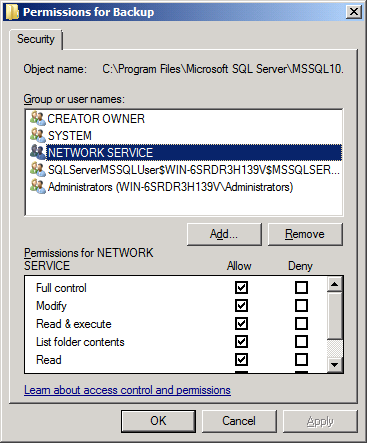 Permissions for Backup
Security
Object name: C:\Program Files\Microsoft SQL Server\MSSQL10.
Group or user names:
CREATOR OWNER
SYSTEM
NETWORK SERVICE
SQLServerMSSQLUser$WIN-6SRDR3H139V$MSSQLSER...
Administrators (WIN-6SRDR3H139V\Administrators)
Add... Remove
Permissions for NETWORK
SERVICE Allow Deny
Full control
Modify
Read & execute
List folder contents
Read
Learn about access control and permissions
OK Cancel Apply